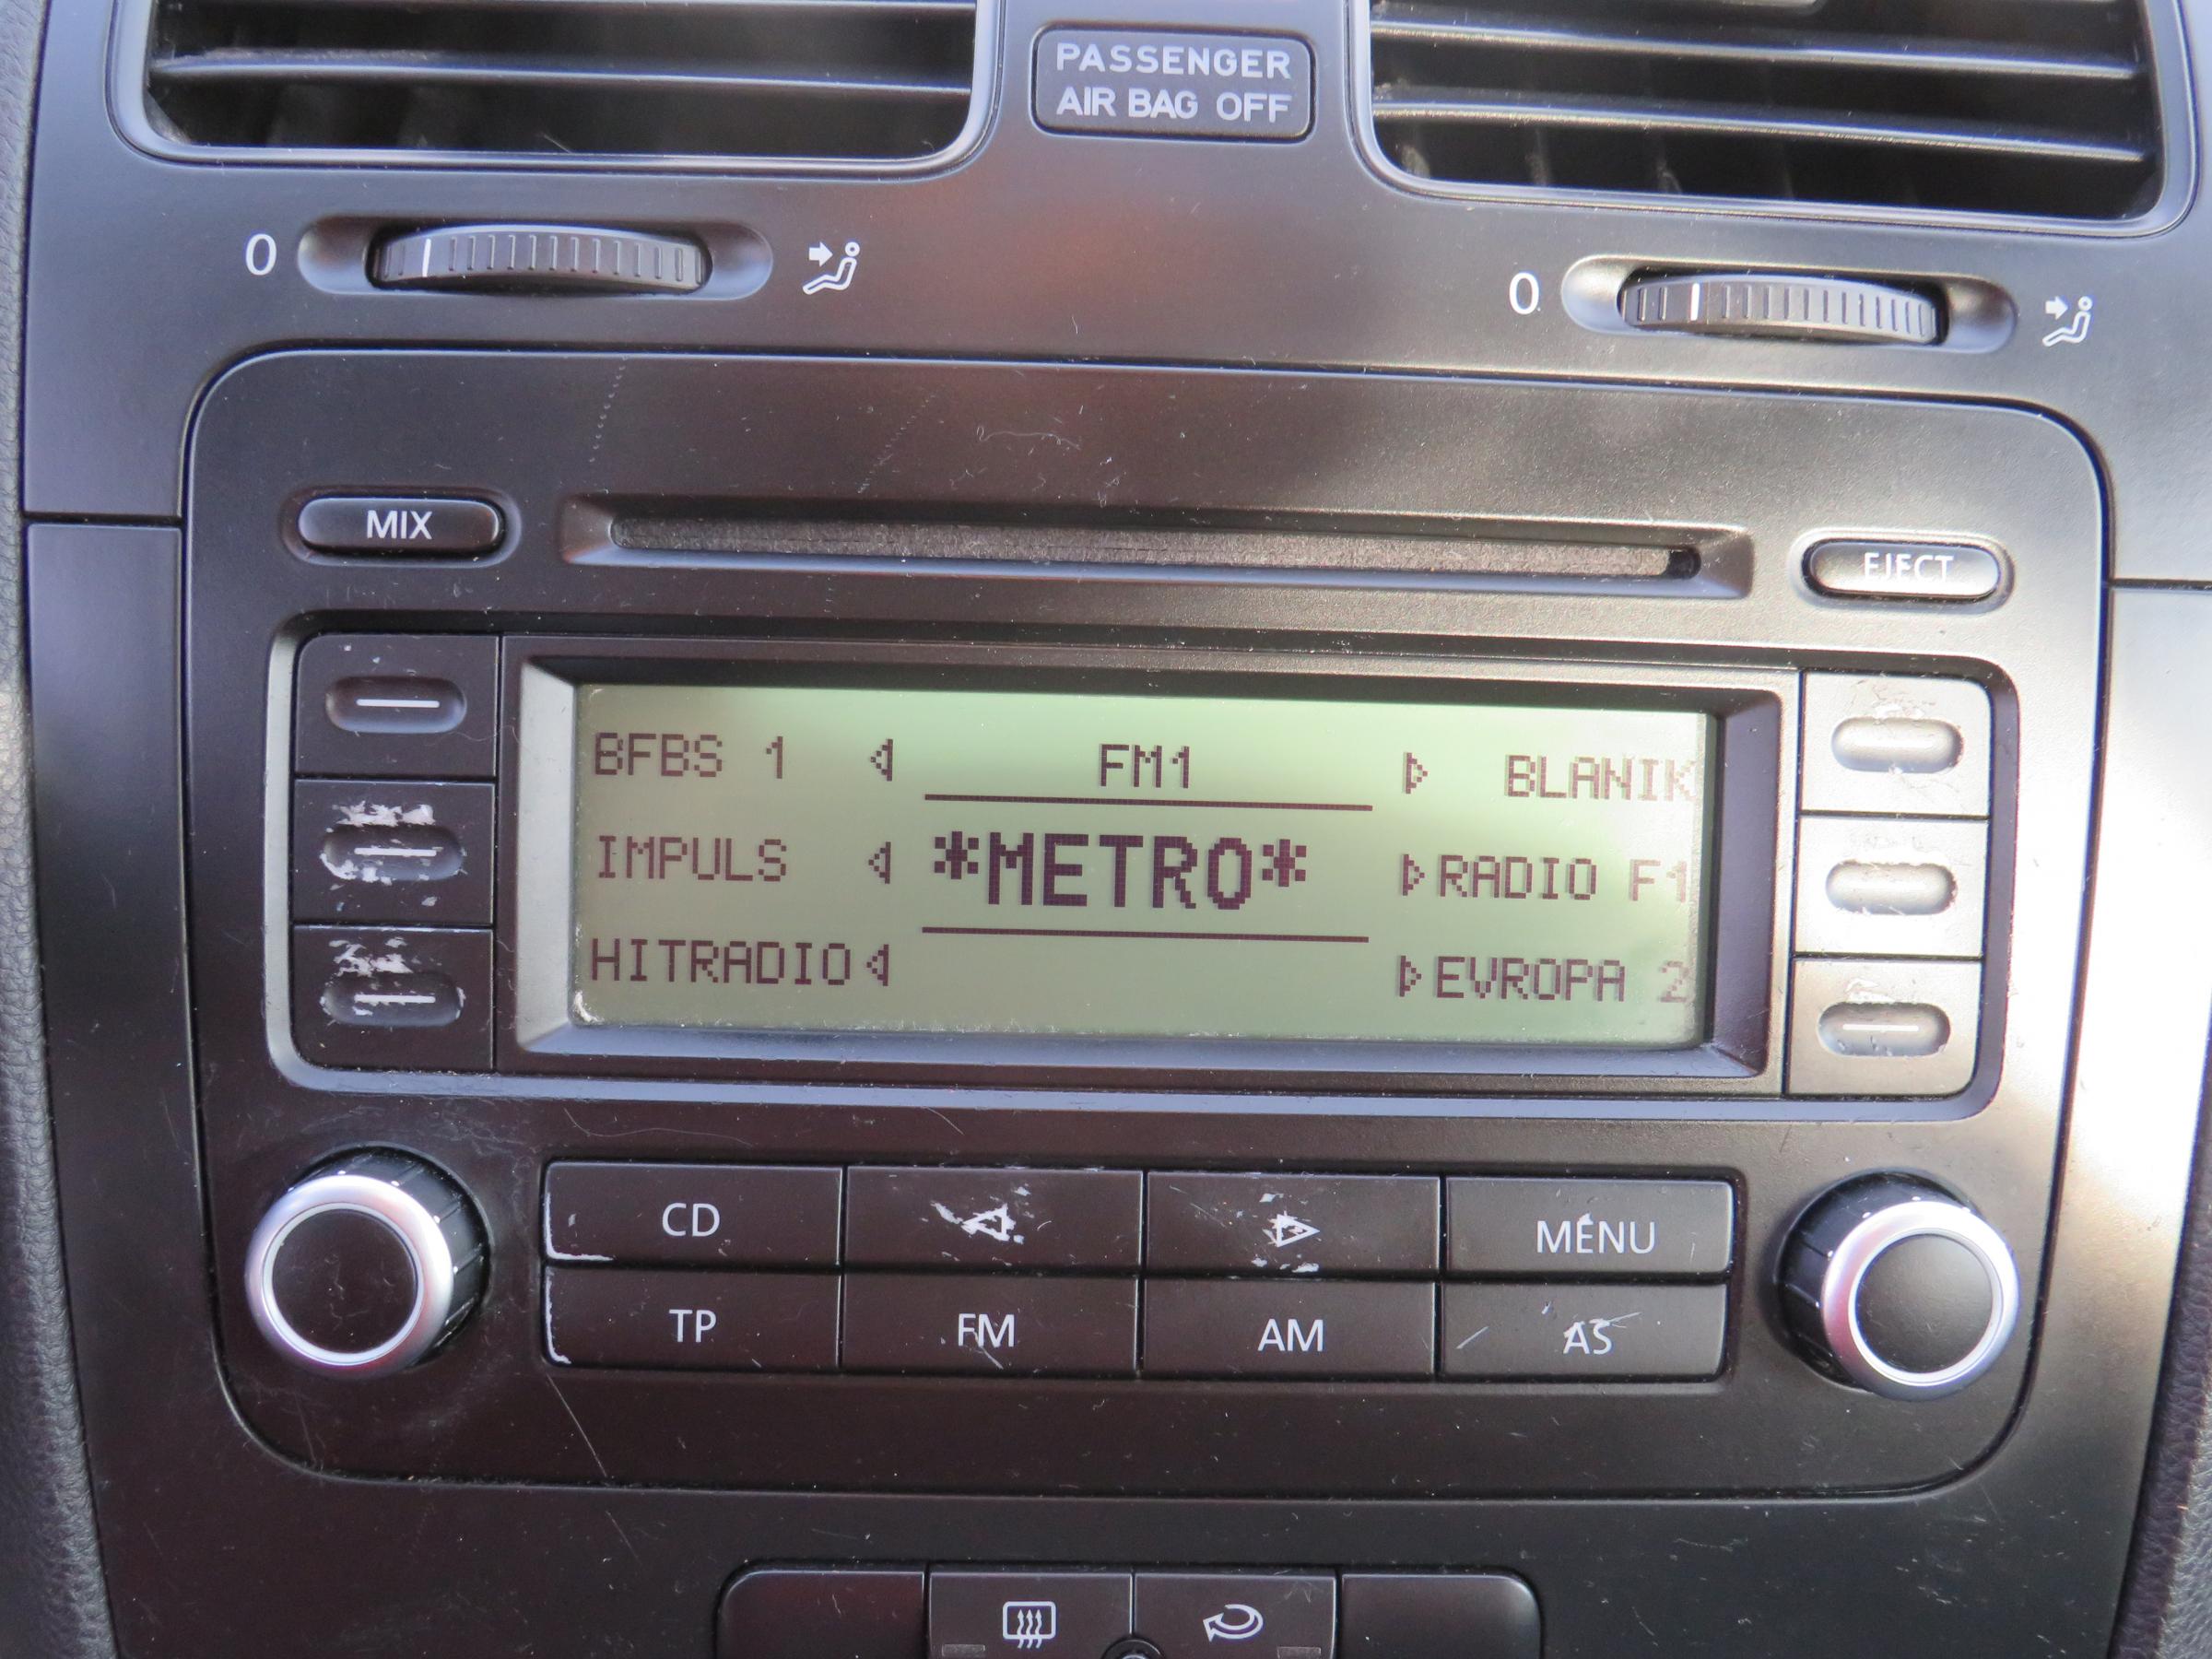 PASSENGER
AIR BAG OFF
0
0
MIX
EJECT
BFBS 1 FM1 BLANIK
IMPULS *METRO* RADIO F1
HITRADIO EVROPA 2
CD MENU
TP FM AM AS